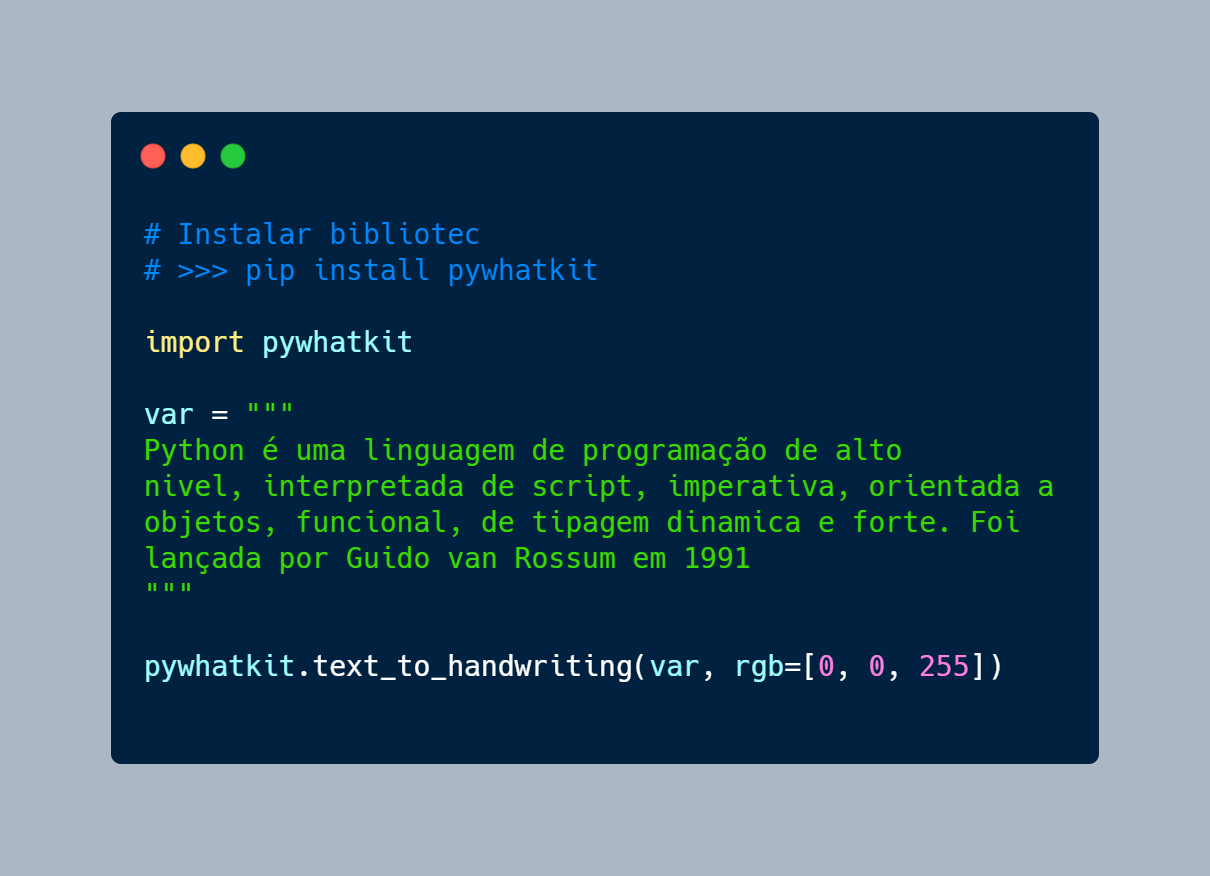 # Instalar bibliotec
# >>> pip install pywhatkit
import pywhatkit
var = """
Python é uma linguagem de programação de alto
nivel, interpretada de script, imperativa, orientada a
objetos, funcional, de tipagem dinamica e forte. Foi
lançada por Guido van Rossum em 1991
"""
pywhatkit.text_to_handwriting(var, rgb=[0, 0, 255])